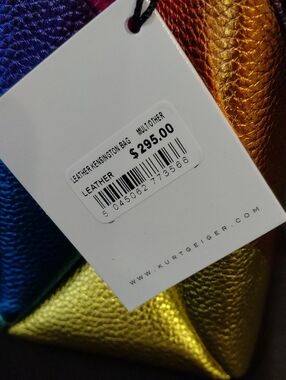 LEATHER KENSINGTON BAG MULTI/OTHER
$295.00
LEATHER
5 045062 773568
WWW.KURTGEIGER.COM